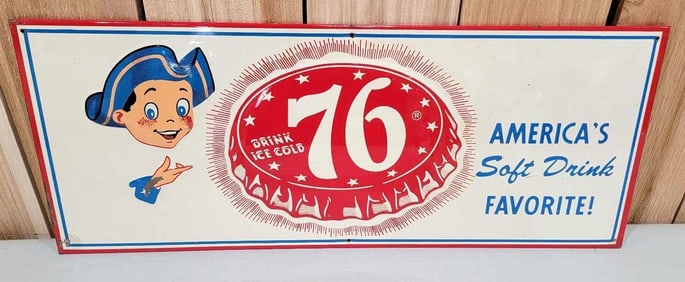 DRINK
ICE COLD
76
®
AMERICA'S
Soft Drink
FAVORITE!